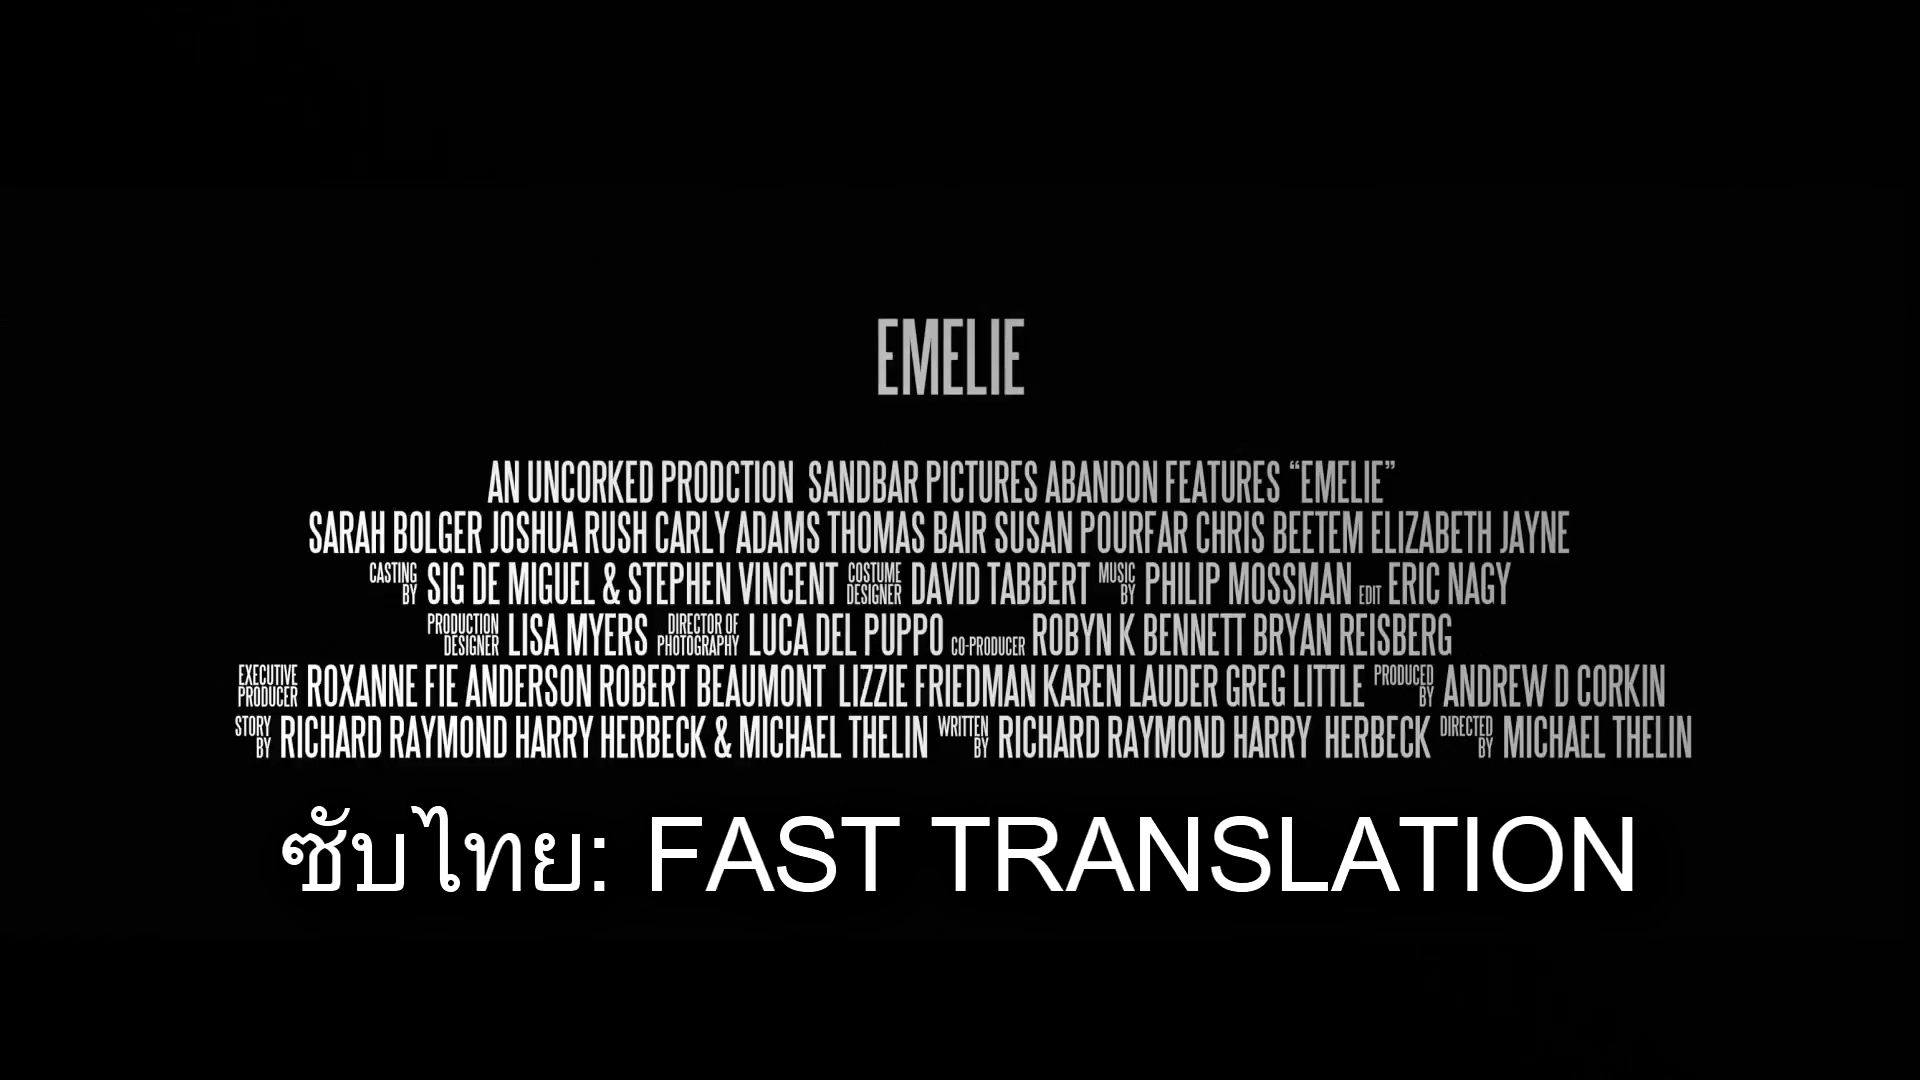 EMELIE
AN UNCORKED PRODCTION SANDBAR PICTURES ABANDON FEATURES “EMELIE”
SARAH BOLGER JOSHUA RUSH CARLY ADAMS THOMAS BAIR SUSAN POURFAR CHRIS BEETEM ELIZABETH JAYNE
CASTING BY SIG DE MIGUEL & STEPHEN VINCENT COSTUME DESIGNER DAVID TABBERT MUSIC BY PHILIP MOSSMAN EDIT ERIC NAGY
PRODUCTION DESIGNER LISA MYERS DIRECTOR OF PHOTOGRAPHY LUCA DEL PUPPO CO-PRODUCER ROBYN K BENNETT BRYAN REISBERG
EXECUTIVE PRODUCER ROXANNE FIE ANDERSON ROBERT BEAUMONT LIZZIE FRIEDMAN KAREN LAUDER GREG LITTLE PRODUCED BY ANDREW D CORKIN
STORY BY RICHARD RAYMOND HARRY HERBECK & MICHAEL THELIN WRITTEN BY RICHARD RAYMOND HARRY HERBECK DIRECTED BY MICHAEL THELIN
ซับไทย: FAST TRANSLATION